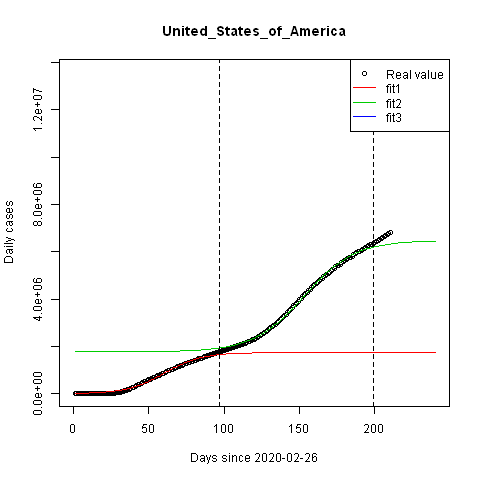 United_States_of_America
Real value
fit1
fit2
fit3
Daily cases
0.0e+00
4.0e+06
8.0e+06
1.2e+07
0
50
100
150
200
Days since 2020-02-26